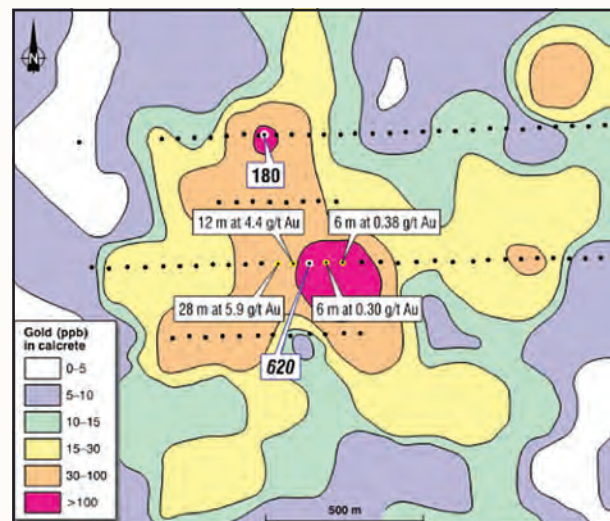 N
180
12 m at 4.4 g/t Au
6 m at 0.38 g/t Au
28 m at 5.9 g/t Au
6 m at 0.30 g/t Au
620
Gold (ppb)
in calcrete
0–5
5–10
10–15
15–30
30–100
>100
500 m